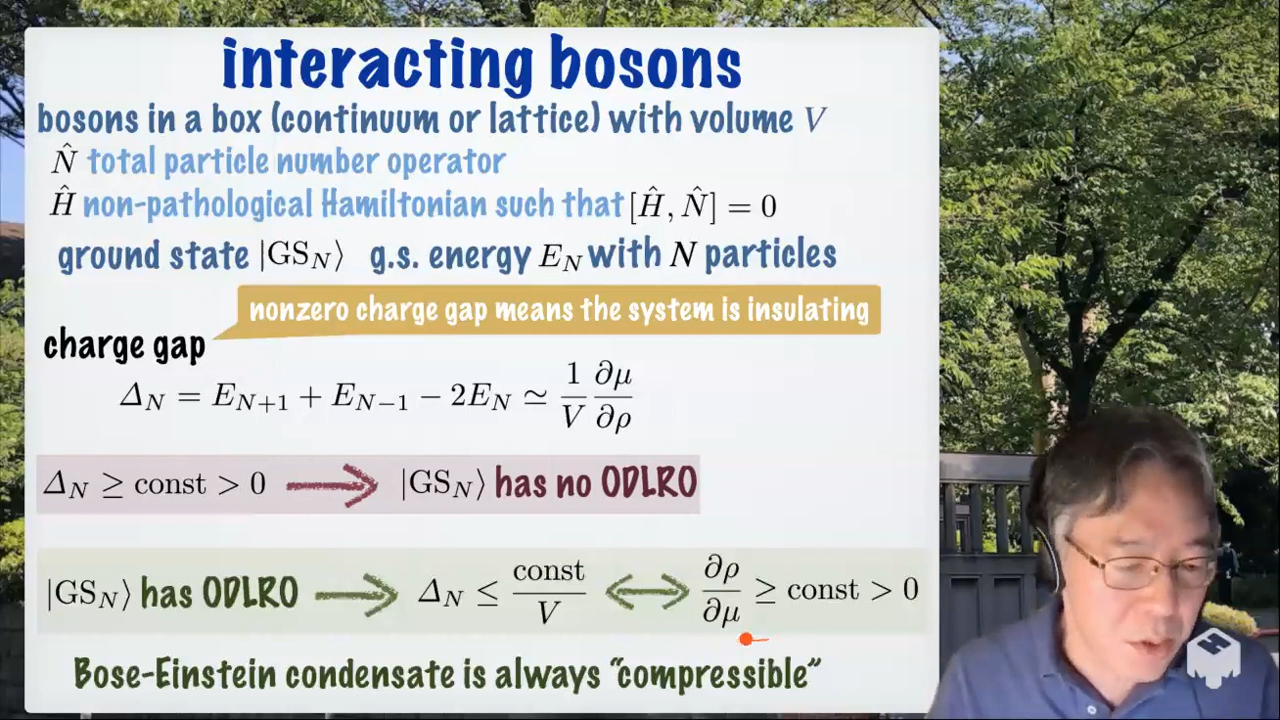 interacting bosons
bosons in a box (continuum or lattice) with volume V
N̂ total particle number operator
Ĥ non-pathological Hamiltonian such that [Ĥ, N̂] = 0
ground state |GS_N⟩ g.s. energy E_N with N particles
nonzero charge gap means the system is insulating
charge gap
Δ_N = E_{N+1} + E_{N−1} − 2E_N ≃ 1/V ∂μ/∂ρ
Δ_N ≥ const > 0 → |GS_N⟩ has no ODLRO
|GS_N⟩ has ODLRO → Δ_N ≤ const/V ⟺ ∂ρ/∂μ ≥ const > 0
Bose-Einstein condensate is always “compressible”